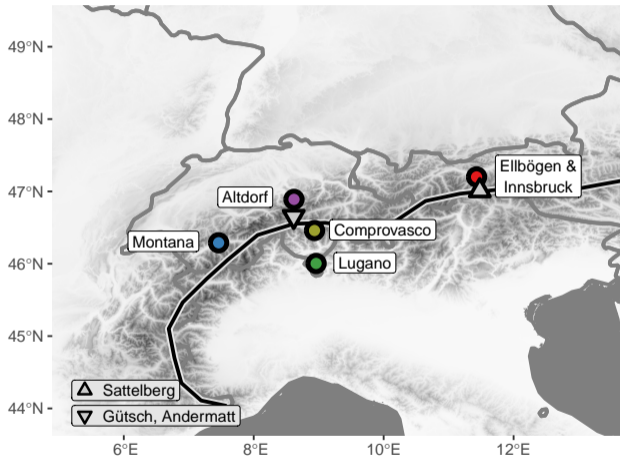 49°N
48°N
47°N
46°N
45°N
44°N
Ellbögen &
Innsbruck
Altdorf
Comprovasco
Montana
Lugano
Sattelberg
Gütsch, Andermatt
6°E
8°E
10°E
12°E